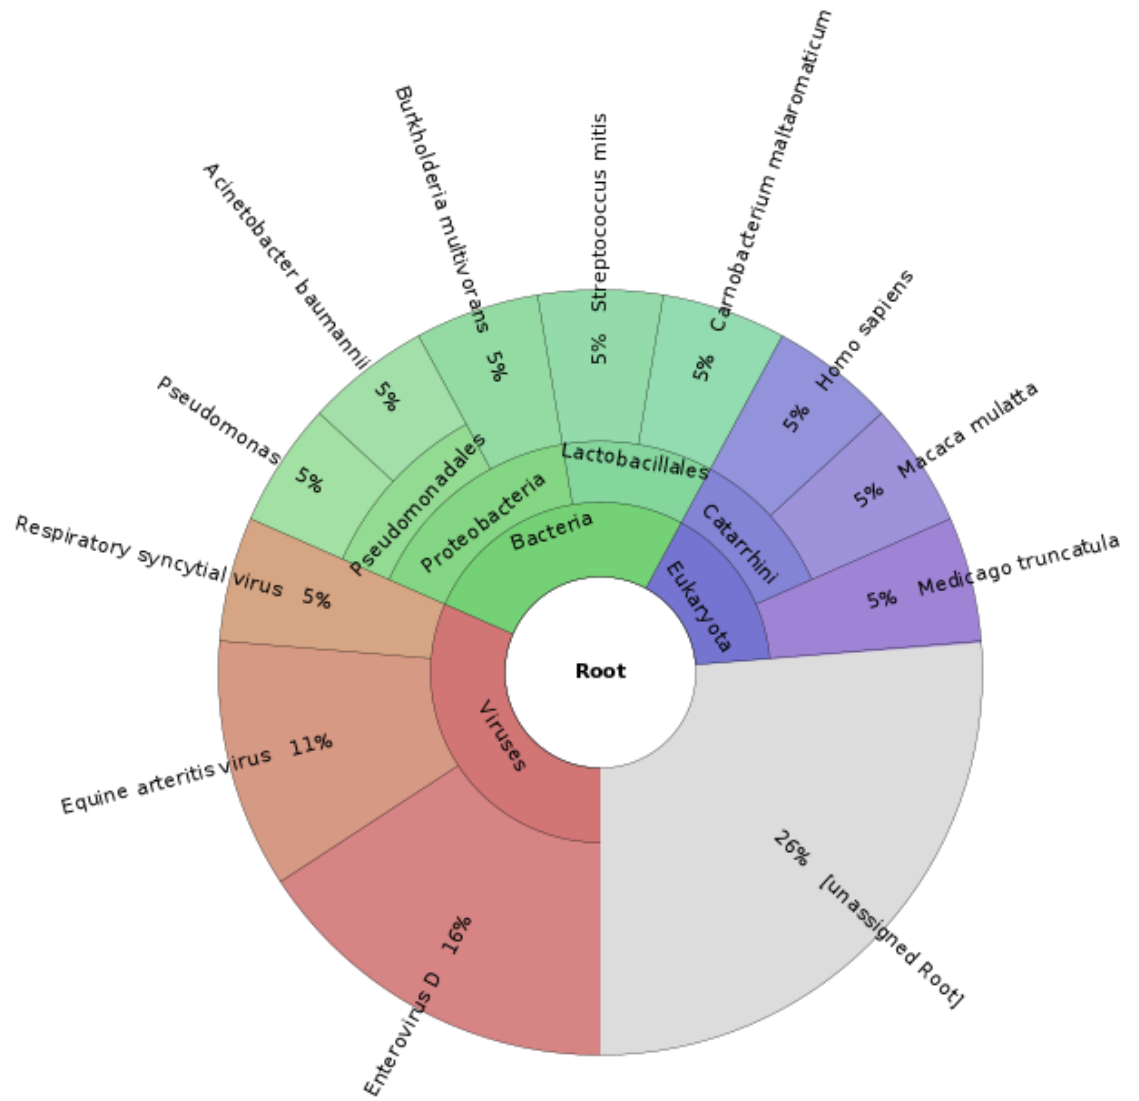 Carnobacterium maltaromaticum 5%
Streptococcus mitis 5%
Burkholderia multivorans 5%
Acinetobacter baumannii 5%
Pseudomonas 5%
Respiratory syncytial virus 5%
Equine arteritis virus 11%
Enterovirus D 16%
26% [unassigned Root]
5% Medicago truncatula
5% Macaca mulatta
5% Homo sapiens
Pseudomonadales
Proteobacteria
Lactobacillales
Bacteria
Catarrhini
Eukaryota
Viruses
Root